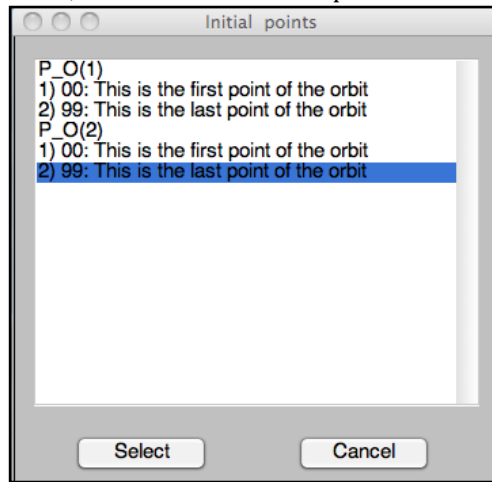 Initial points
P_O(1)
1) 00: This is the first point of the orbit
2) 99: This is the last point of the orbit
P_O(2)
1) 00: This is the first point of the orbit
2) 99: This is the last point of the orbit
Select
Cancel